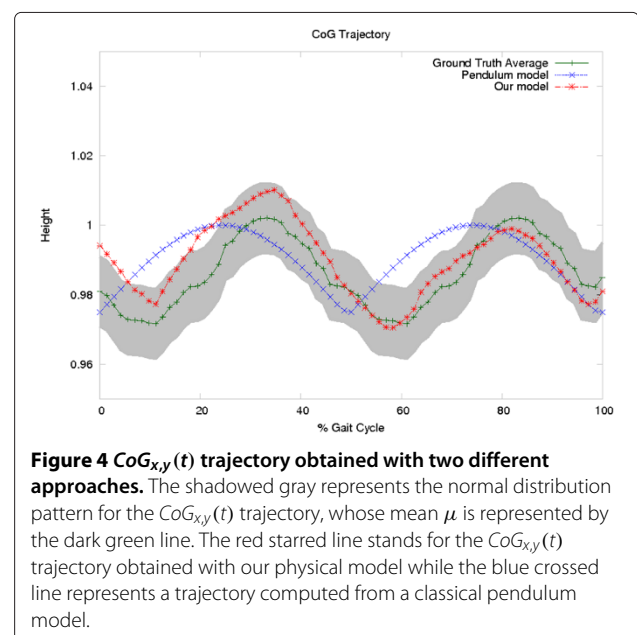 CoG Trajectory
Ground Truth Average
Pendulum model
Our model
Height
1.04
1.02
1
0.98
0.96
0
20
40
60
80
100
% Gait Cycle
Figure 4 CoGx,y(t) trajectory obtained with two different
approaches. The shadowed gray represents the normal distribution
pattern for the CoGx,y(t) trajectory, whose mean μ is represented by
the dark green line. The red starred line stands for the CoGx,y(t)
trajectory obtained with our physical model while the blue crossed
line represents a trajectory computed from a classical pendulum
model.